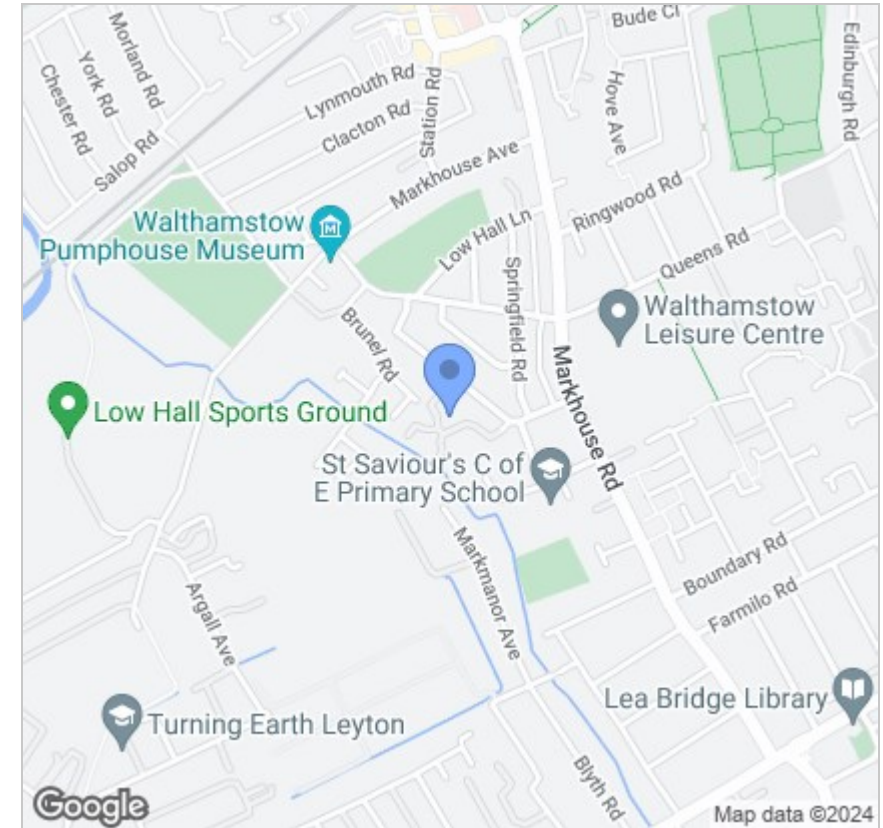 Bude Cl
Morland Rd
York Rd
Chester Rd
Salop Rd
Lynmouth Rd
Clacton Rd
Station Rd
Hove Ave
Edinburgh Rd
Markhouse Ave
Ringwood Rd
Walthamstow
Pumphouse Museum
Low Hall Ln
Queens Rd
Springfield Rd
Walthamstow
Leisure Centre
Brunel Rd
Markhouse Rd
Low Hall Sports Ground
St Saviour's C of
E Primary School
Markmanor Ave
Boundary Rd
Farmilo Rd
Argall Ave
Lea Bridge Library
Turning Earth Leyton
Blyth Rd
Google
Map data ©2024